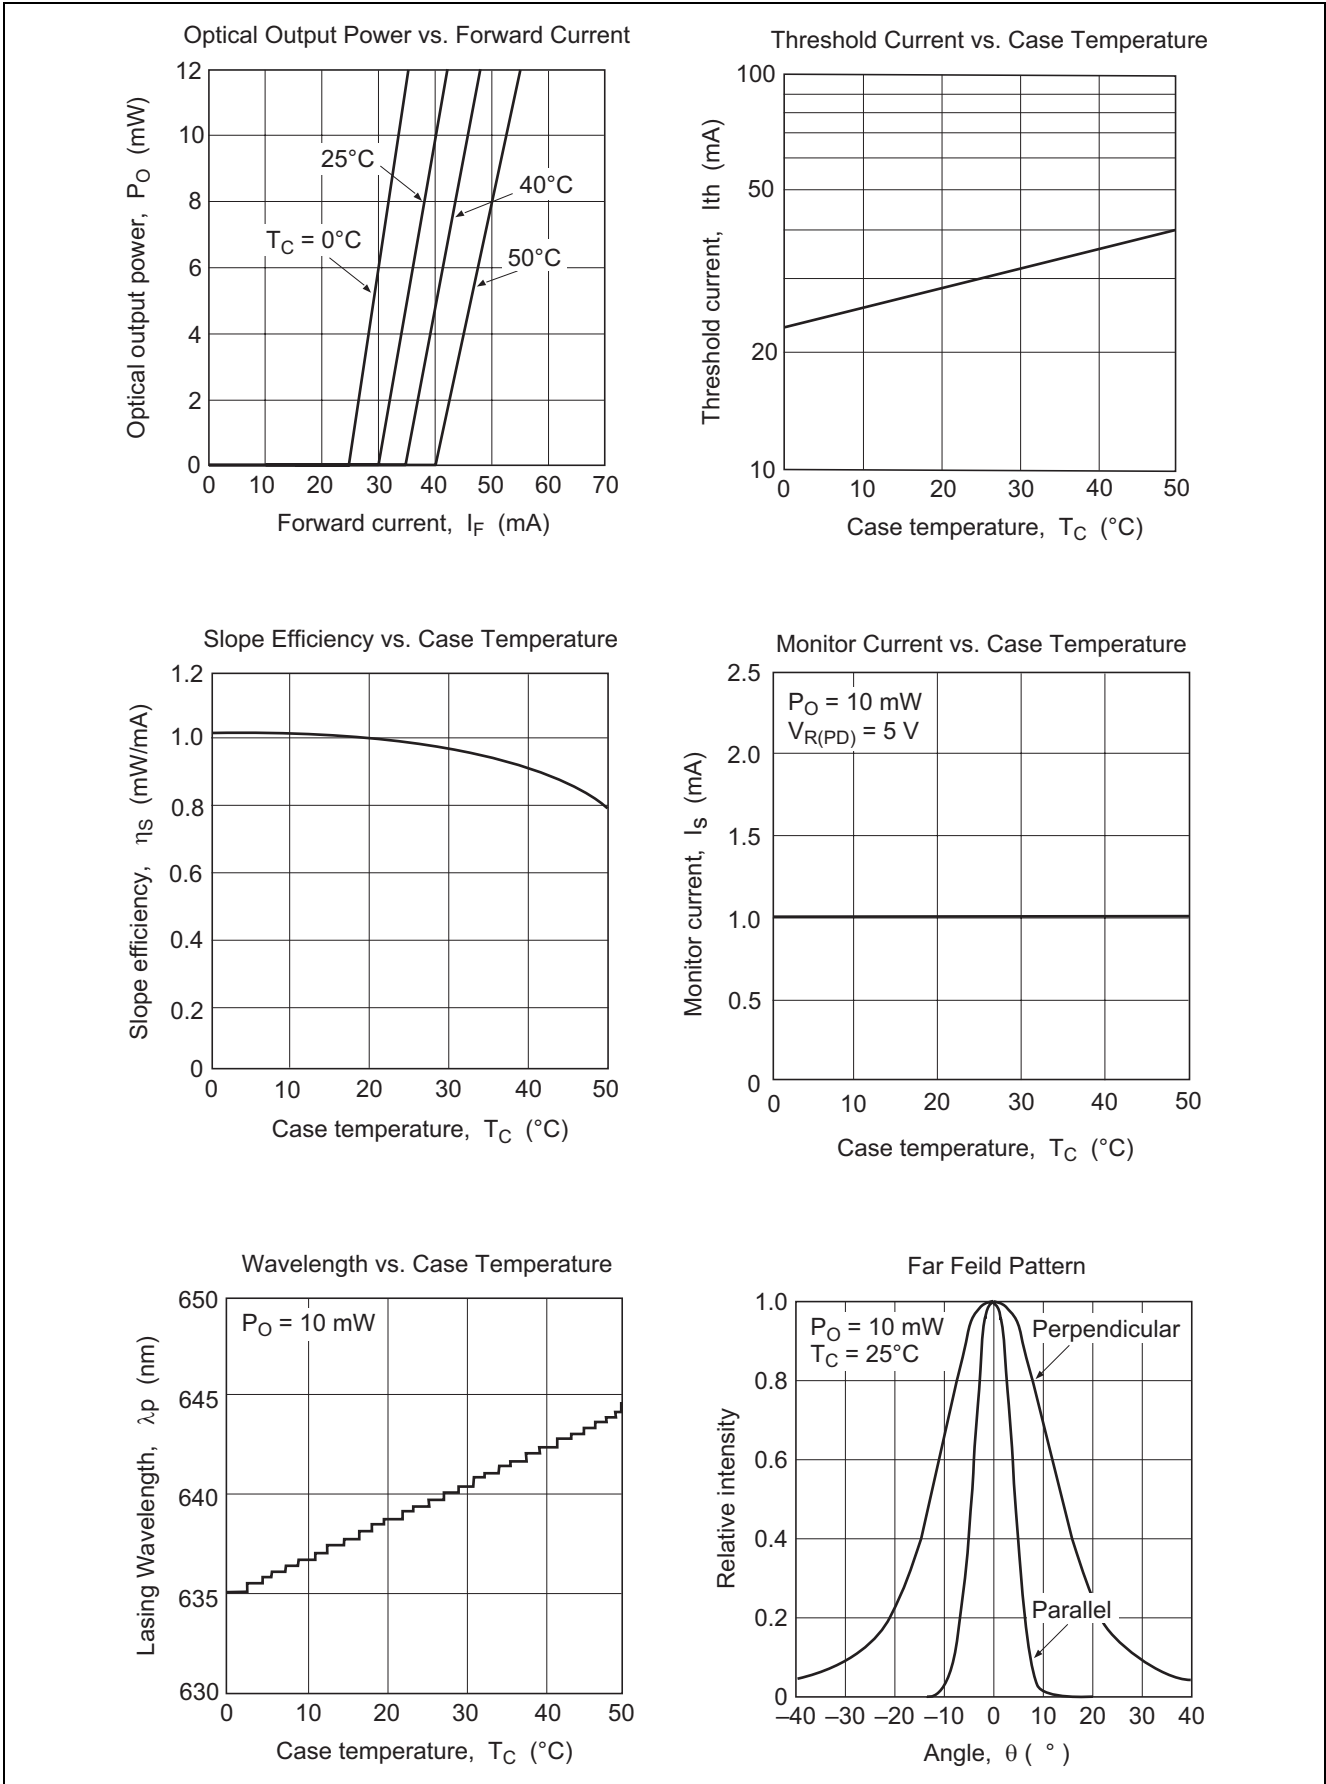 Optical Output Power vs. Forward Current
12
10
8
6
4
2
0
Optical output power, PO (mW)
25°C
40°C
TC = 0°C
50°C
0 10 20 30 40 50 60 70
Forward current, IF (mA)
Threshold Current vs. Case Temperature
100
50
20
10
Threshold current, Ith (mA)
0 10 20 30 40 50
Case temperature, TC (°C)
Slope Efficiency vs. Case Temperature
1.2
1.0
0.8
0.6
0.4
0.2
0
Slope efficiency, ηS (mW/mA)
0 10 20 30 40 50
Case temperature, TC (°C)
Monitor Current vs. Case Temperature
2.5
2.0
1.5
1.0
0.5
0
PO = 10 mW
VR(PD) = 5 V
Monitor current, IS (mA)
0 10 20 30 40 50
Case temperature, TC (°C)
Wavelength vs. Case Temperature
650
645
640
635
630
PO = 10 mW
Lasing Wavelength, λp (nm)
0 10 20 30 40 50
Case temperature, TC (°C)
Far Feild Pattern
1.0
0.8
0.6
0.4
0.2
0
PO = 10 mW
TC = 25°C
Perpendicular
Parallel
Relative intensity
–40 –30 –20 –10 0 10 20 30 40
Angle, θ ( ° )